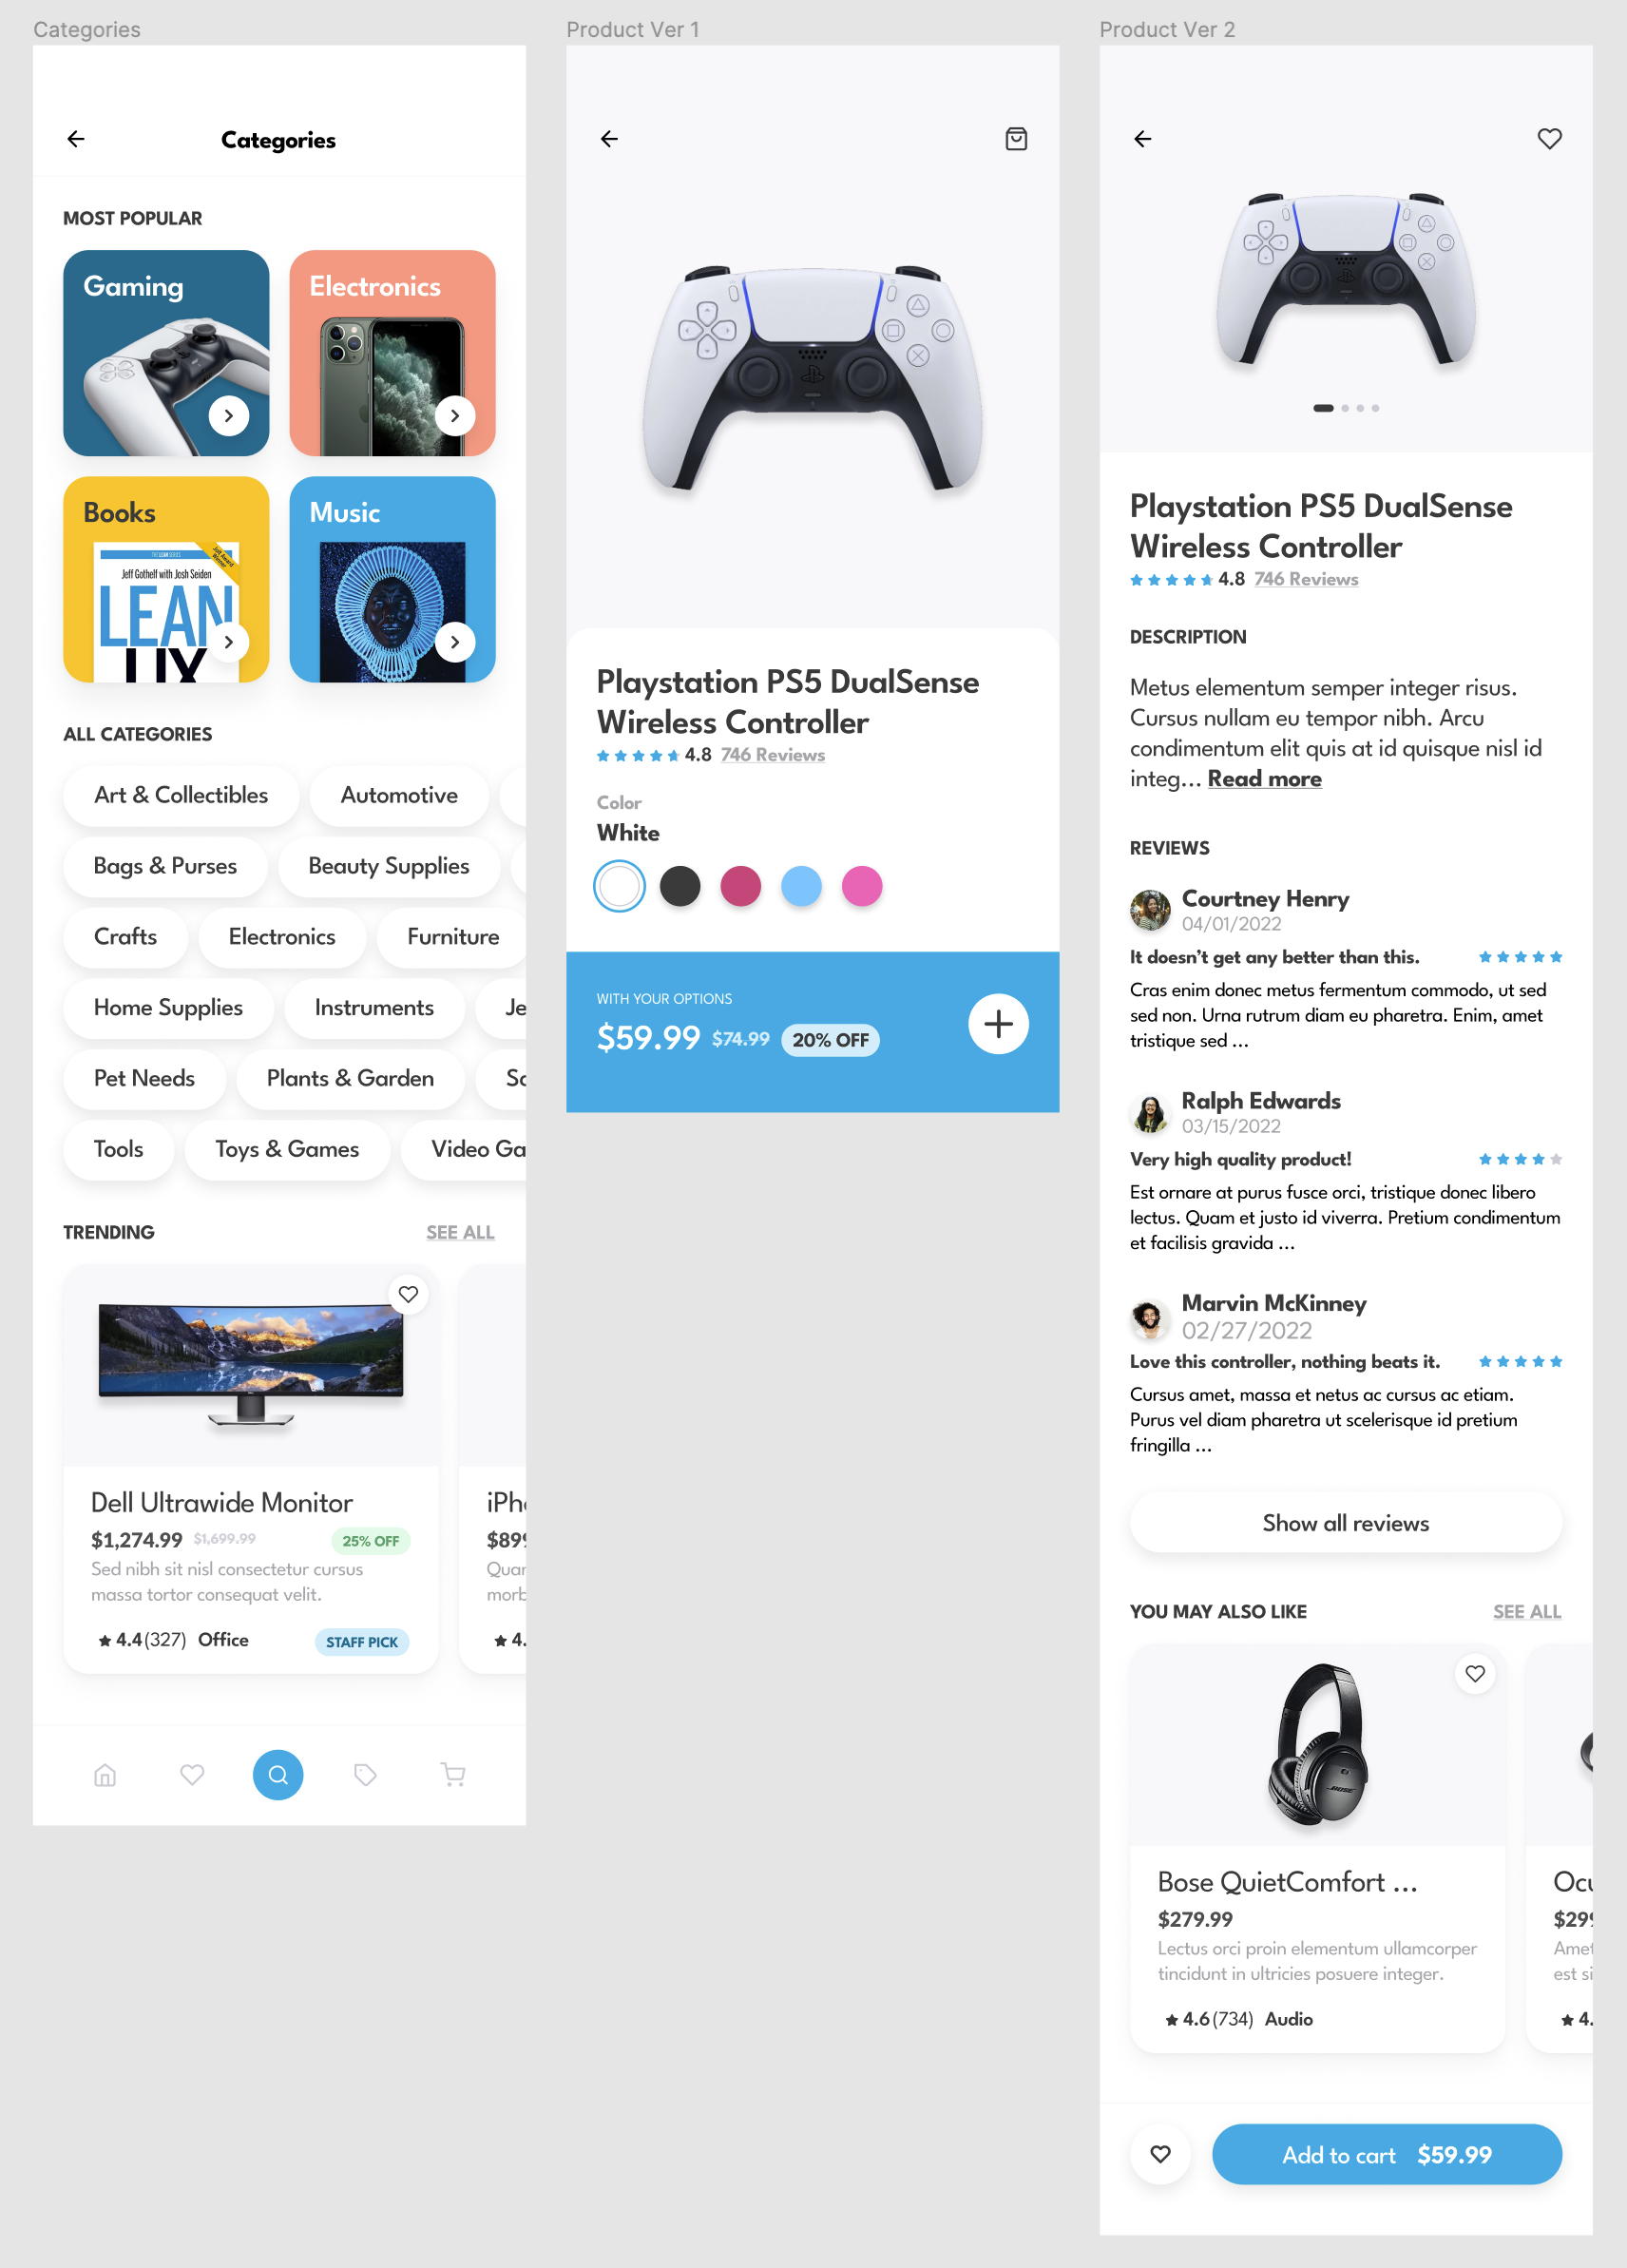 Categories
Categories
MOST POPULAR
Gaming
Electronics
Books
THE LEAN SERIES
Jolt Award
Winner
Jeff Gothelf with Josh Seiden
LEAN
UX
Music
ALL CATEGORIES
Art & Collectibles
Automotive
Bags & Purses
Beauty Supplies
Crafts
Electronics
Furniture
Home Supplies
Instruments
Je
Pet Needs
Plants & Garden
Tools
Toys & Games
Video Ga
TRENDING
SEE ALL
Dell Ultrawide Monitor
$1,274.99 $1,699.99
25% OFF
Sed nibh sit nisl consectetur cursus
massa tortor consequat velit.
4.4 (327) Office
STAFF PICK
iPh
$899
Quar
morb
4.
Product Ver 1
Playstation PS5 DualSense
Wireless Controller
4.8 746 Reviews
Color
White
WITH YOUR OPTIONS
$59.99 $74.99 20% OFF
Product Ver 2
Playstation PS5 DualSense
Wireless Controller
4.8 746 Reviews
DESCRIPTION
Metus elementum semper integer risus.
Cursus nullam eu tempor nibh. Arcu
condimentum elit quis at id quisque nisl id
integ... Read more
REVIEWS
Courtney Henry
04/01/2022
It doesn’t get any better than this.
Cras enim donec metus fermentum commodo, ut sed
sed non. Urna rutrum diam eu pharetra. Enim, amet
tristique sed ...
Ralph Edwards
03/15/2022
Very high quality product!
Est ornare at purus fusce orci, tristique donec libero
lectus. Quam et justo id viverra. Pretium condimentum
et facilisis gravida ...
Marvin McKinney
02/27/2022
Love this controller, nothing beats it.
Cursus amet, massa et netus ac cursus ac etiam.
Purus vel diam pharetra ut scelerisque id pretium
fringilla ...
Show all reviews
YOU MAY ALSO LIKE
SEE ALL
BOSE
Bose QuietComfort ...
$279.99
Lectus orci proin elementum ullamcorper
tincidunt in ultricies posuere integer.
4.6 (734) Audio
Ocu
$299
Amet
est si
4.
Add to cart $59.99